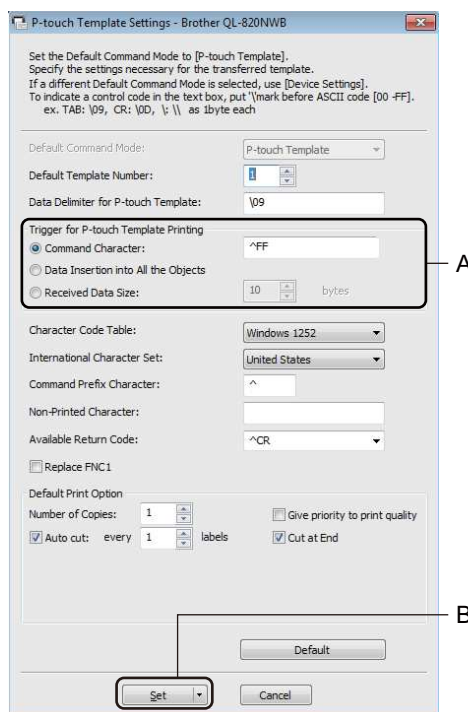 P-touch Template Settings - Brother QL-820NWB
Set the Default Command Mode to [P-touch Template].
Specify the settings necessary for the transferred template.
If a different Default Command Mode is selected, use [Device Settings].
To indicate a control code in the text box, put '\'mark before ASCII code [00 -FF].
ex. TAB: \09, CR: \0D, \: \\ as 1byte each
Default Command Mode: P-touch Template
Default Template Number: 1
Data Delimiter for P-touch Template: \09
Trigger for P-touch Template Printing
Command Character: ^FF
A
Data Insertion into All the Objects
Received Data Size: 10 bytes
Character Code Table: Windows 1252
International Character Set: United States
Command Prefix Character: ^
Non-Printed Character:
Available Return Code: ^CR
Replace FNC1
Default Print Option
Number of Copies: 1 Give priority to print quality
Auto cut: every 1 labels Cut at End
B
Default
Set Cancel